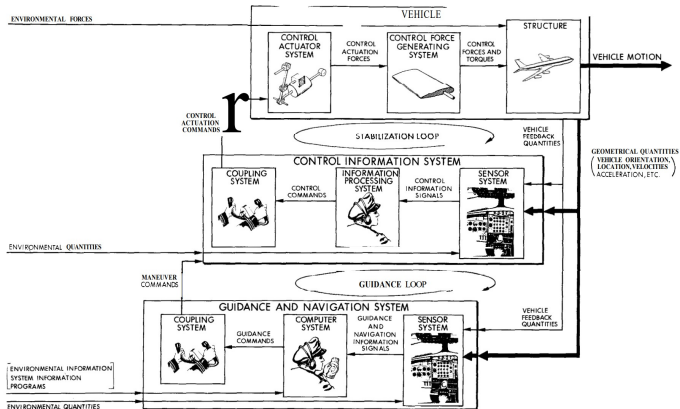 ENVIRONMENTAL FORCES
VEHICLE
CONTROL
ACTUATOR
SYSTEM
CONTROL
ACTUATION
FORCES
CONTROL FORCE
GENERATING
SYSTEM
CONTROL
FORCES AND
TORQUES
STRUCTURE
VEHICLE MOTION
CONTROL
ACTUATION
COMMANDS
r
STABILIZATION LOOP
VEHICLE
FEEDBACK
QUANTITIES
GEOMETRICAL QUANTITIES
( VEHICLE ORIENTATION,
LOCATION, VELOCITIES
ACCELERATION, ETC. )
CONTROL INFORMATION SYSTEM
COUPLING
SYSTEM
CONTROL
COMMANDS
INFORMATION
PROCESSING
SYSTEM
CONTROL
INFORMATION
SIGNALS
SENSOR
SYSTEM
ENVIRONMENTAL QUANTITIES
MANEUVER
COMMANDS
GUIDANCE LOOP
GUIDANCE AND NAVIGATION SYSTEM
COUPLING
SYSTEM
GUIDANCE
COMMANDS
COMPUTER
SYSTEM
GUIDANCE
AND
NAVIGATION
INFORMATION
SIGNALS
SENSOR
SYSTEM
VEHICLE
FEEDBACK
QUANTITIES
ENVIRONMENTAL INFORMATION
SYSTEM INFORMATION
PROGRAMS
ENVIRONMENTAL QUANTITIES